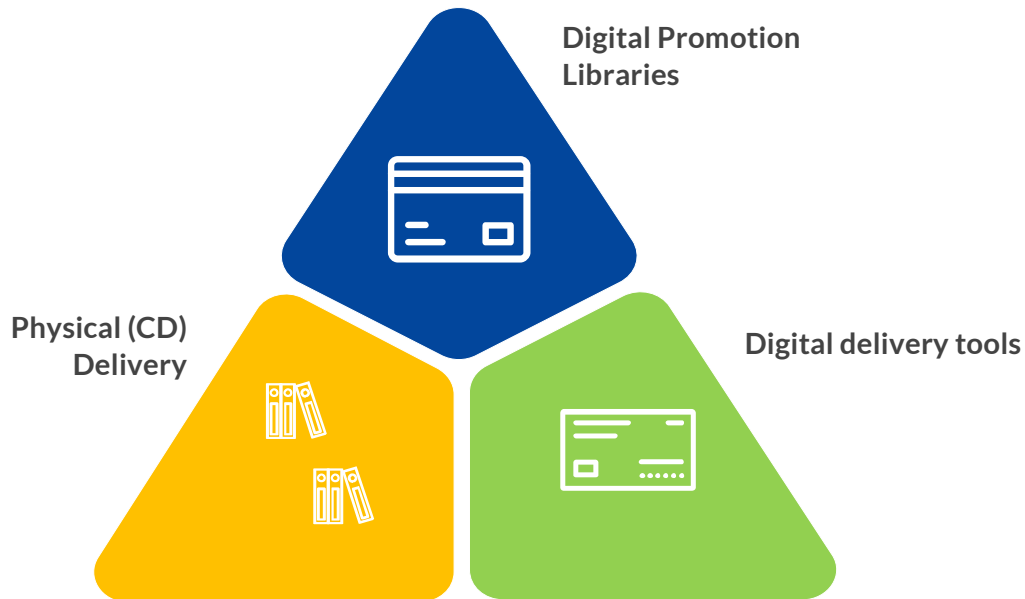 Digital Promotion
Libraries
Physical (CD)
Delivery
Digital delivery tools